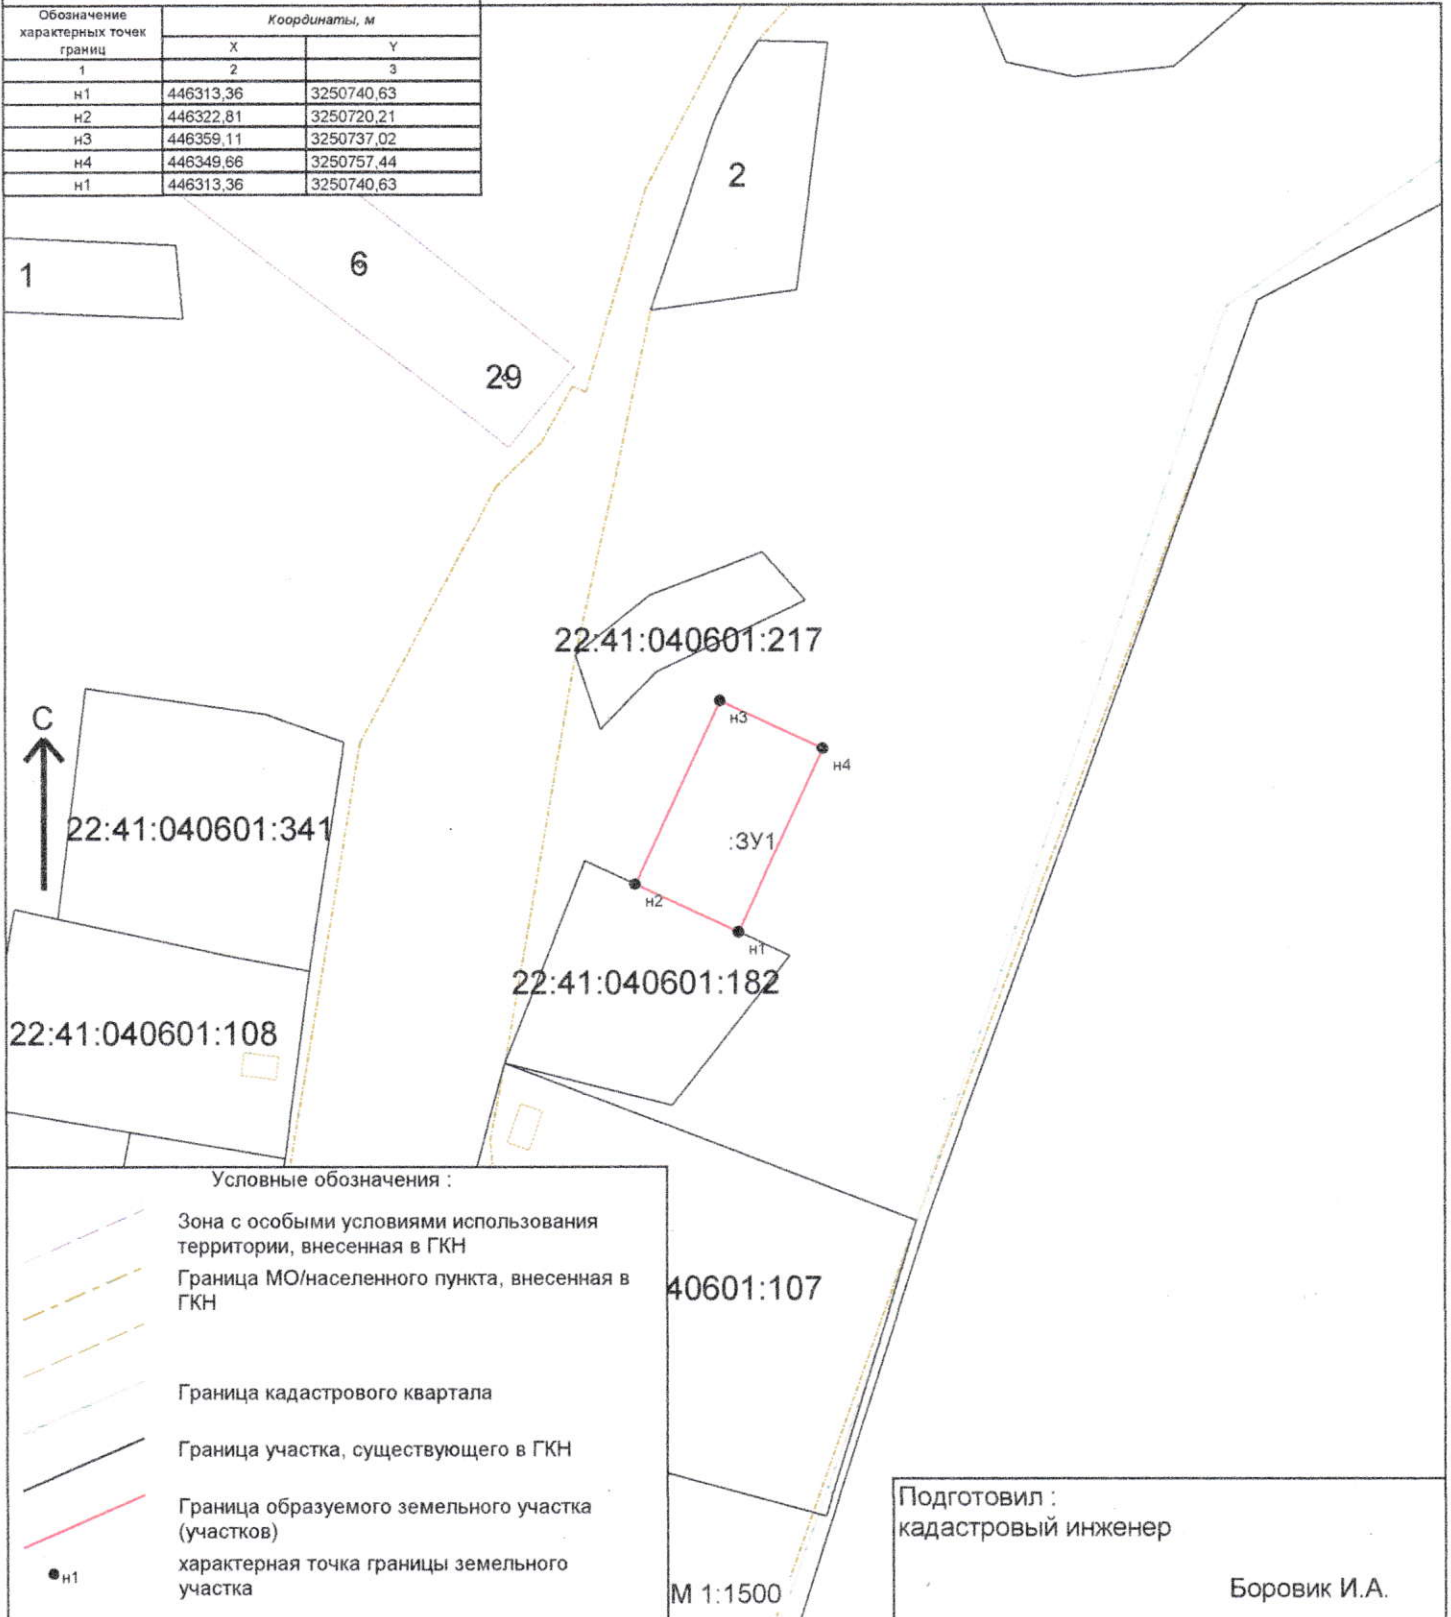 Обозначение
характерных точек
границ
Координаты, м
X Y
1 2 3
н1 446313,36 3250740,63
н2 446322,81 3250720,21
н3 446359,11 3250737,02
н4 446349,66 3250757,44
н1 446313,36 3250740,63
2
1
6
29
22:41:040601:217
н3
С
н4
22:41:040601:341
:ЗУ1
н2
н1
22:41:040601:182
22:41:040601:108
Условные обозначения :
Зона с особыми условиями использования
территории, внесенная в ГКН
Граница МО/населенного пункта, внесенная в
ГКН
40601:107
Граница кадастрового квартала
Граница участка, существующего в ГКН
Граница образуемого земельного участка
(участков)
н1
характерная точка границы земельного
участка
М 1:1500
Подготовил :
кадастровый инженер
Боровик И.А.